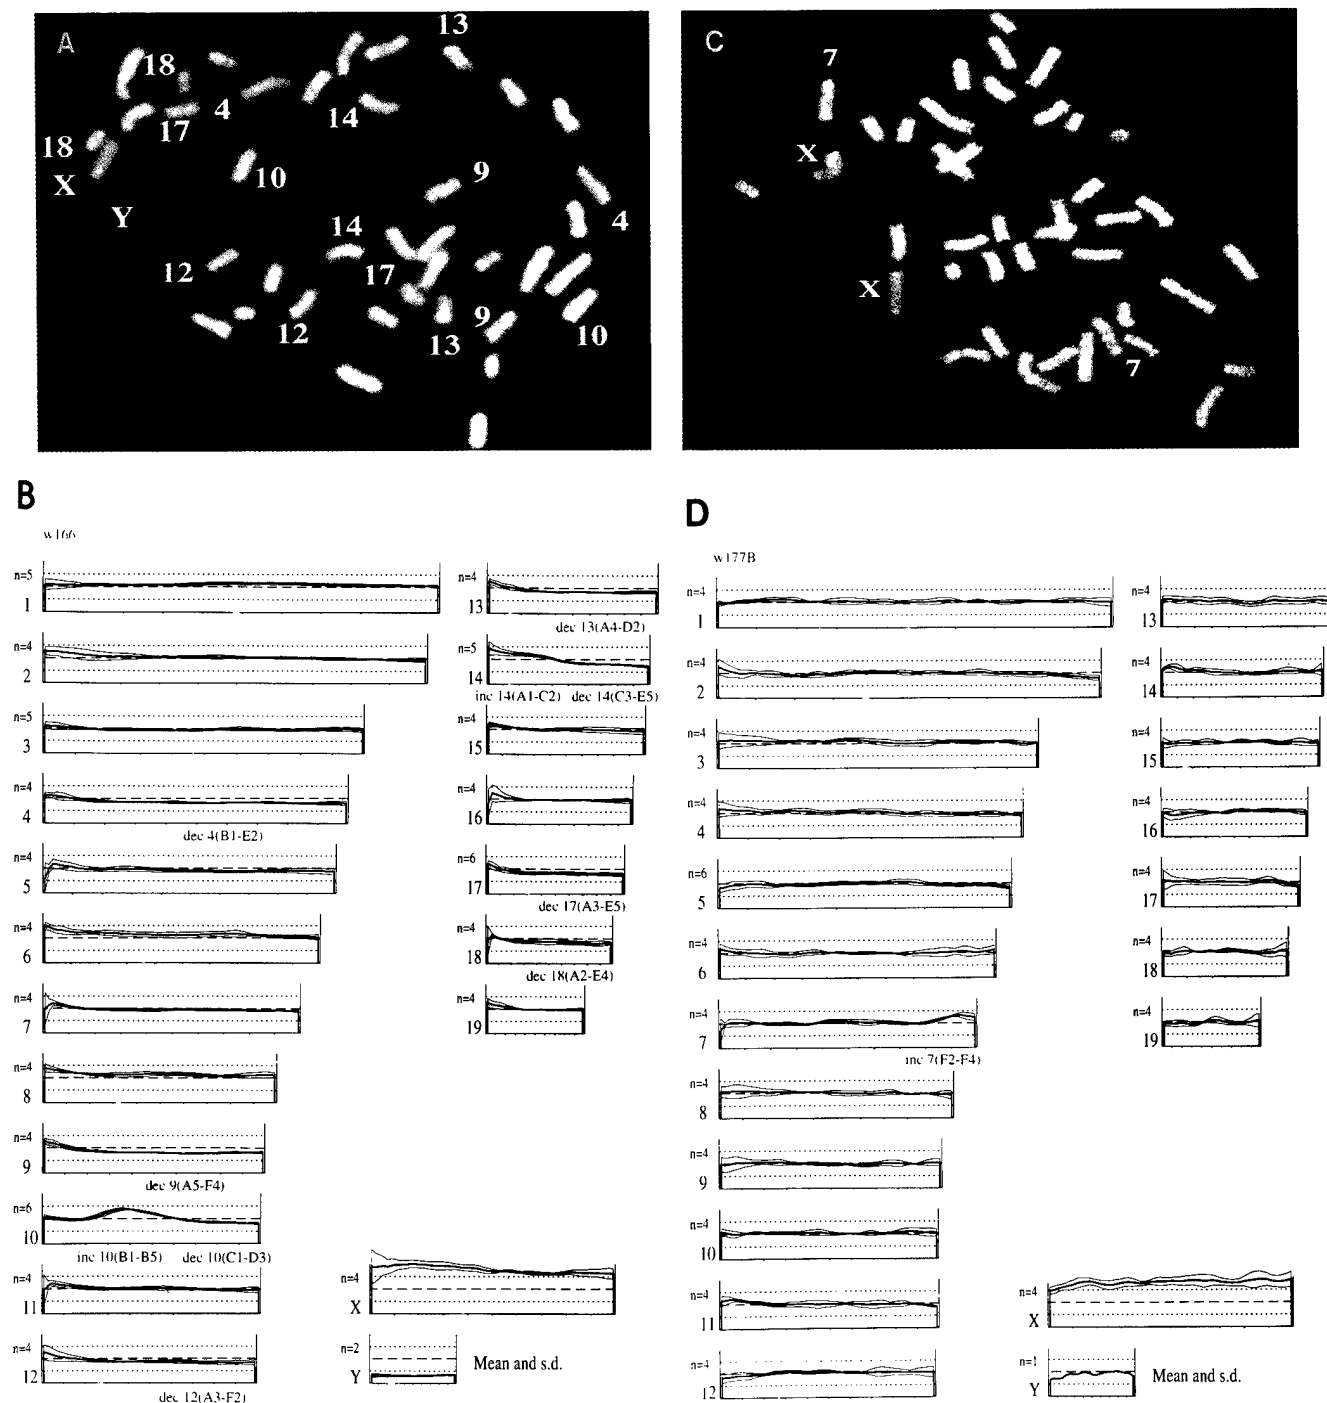 A
13
18
4
14
17
18
X
10
9
Y
14
4
12
17
12
13
9
10
C
7
X
X
7
B
w166
n=5
1
n=4
2
n=5
3
n=4
4
dec 4(B1-E2)
n=4
5
n=4
6
n=4
7
n=4
8
n=4
9
dec 9(A5-F4)
n=6
10
inc 10(B1-B5) dec 10(C1-D3)
n=4
11
n=4
12
dec 12(A3-F2)
n=4
13
dec 13(A4-D2)
n=5
14
inc 14(A1-C2) dec 14(C3-E5)
n=4
15
n=4
16
n=6
17
dec 17(A3-E5)
n=4
18
dec 18(A2-E4)
n=4
19
n=4
X
n=2
Y
Mean and s.d.
D
w177B
n=4
1
n=4
2
n=4
3
n=4
4
n=6
5
n=4
6
n=4
7
inc 7(F2-F4)
n=4
8
n=4
9
n=4
10
n=4
11
n=4
12
n=4
13
n=4
14
n=4
15
n=4
16
n=4
17
n=4
18
n=4
19
n=4
X
n=1
Y
Mean and s.d.